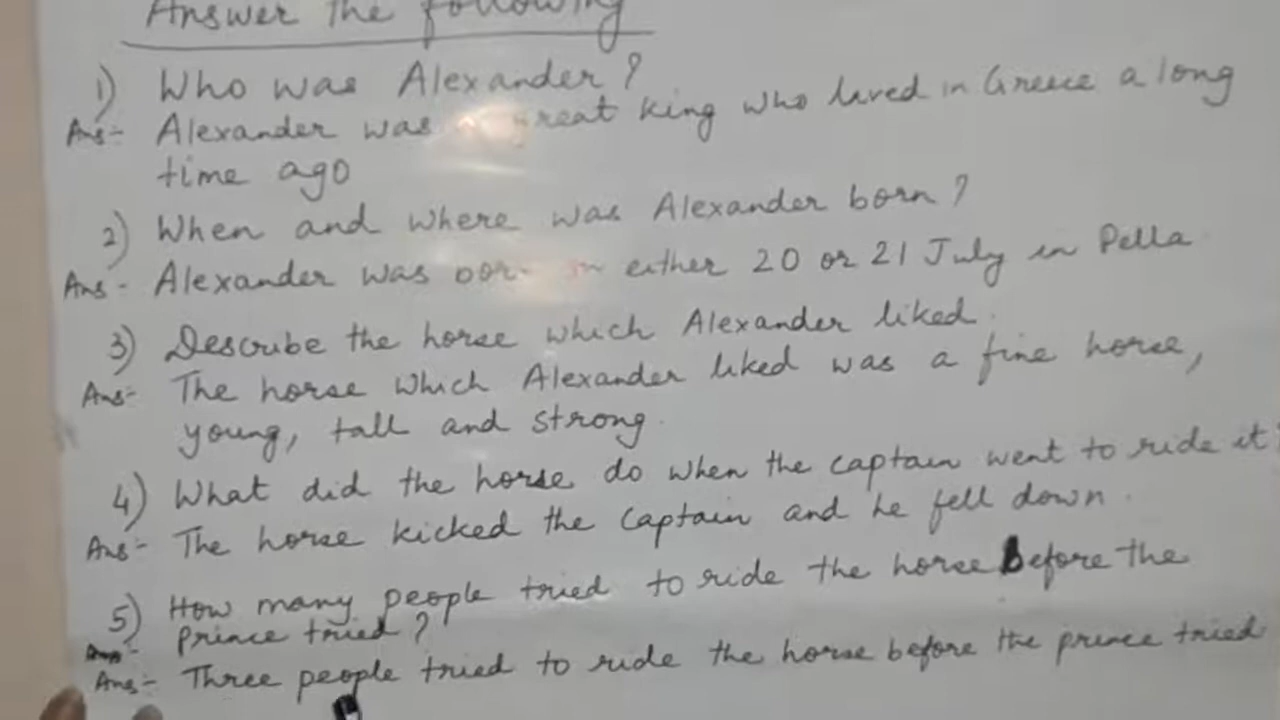 Answer the following
1) Who was Alexander?
Ans:- Alexander was a great king who lived in Greece a long
time ago
2) When and where was Alexander born?
Ans:- Alexander was born in either 20 or 21 July in Pella
3) Describe the horse which Alexander liked.
Ans:- The horse which Alexander liked was a fine horse,
young, tall and strong.
4) What did the horse do when the captain went to ride it?
Ans:- The horse kicked the captain and he fell down.
5) How many people tried to ride the horse before the
prince tried?
Ans:- Three people tried to ride the horse before the prince tried